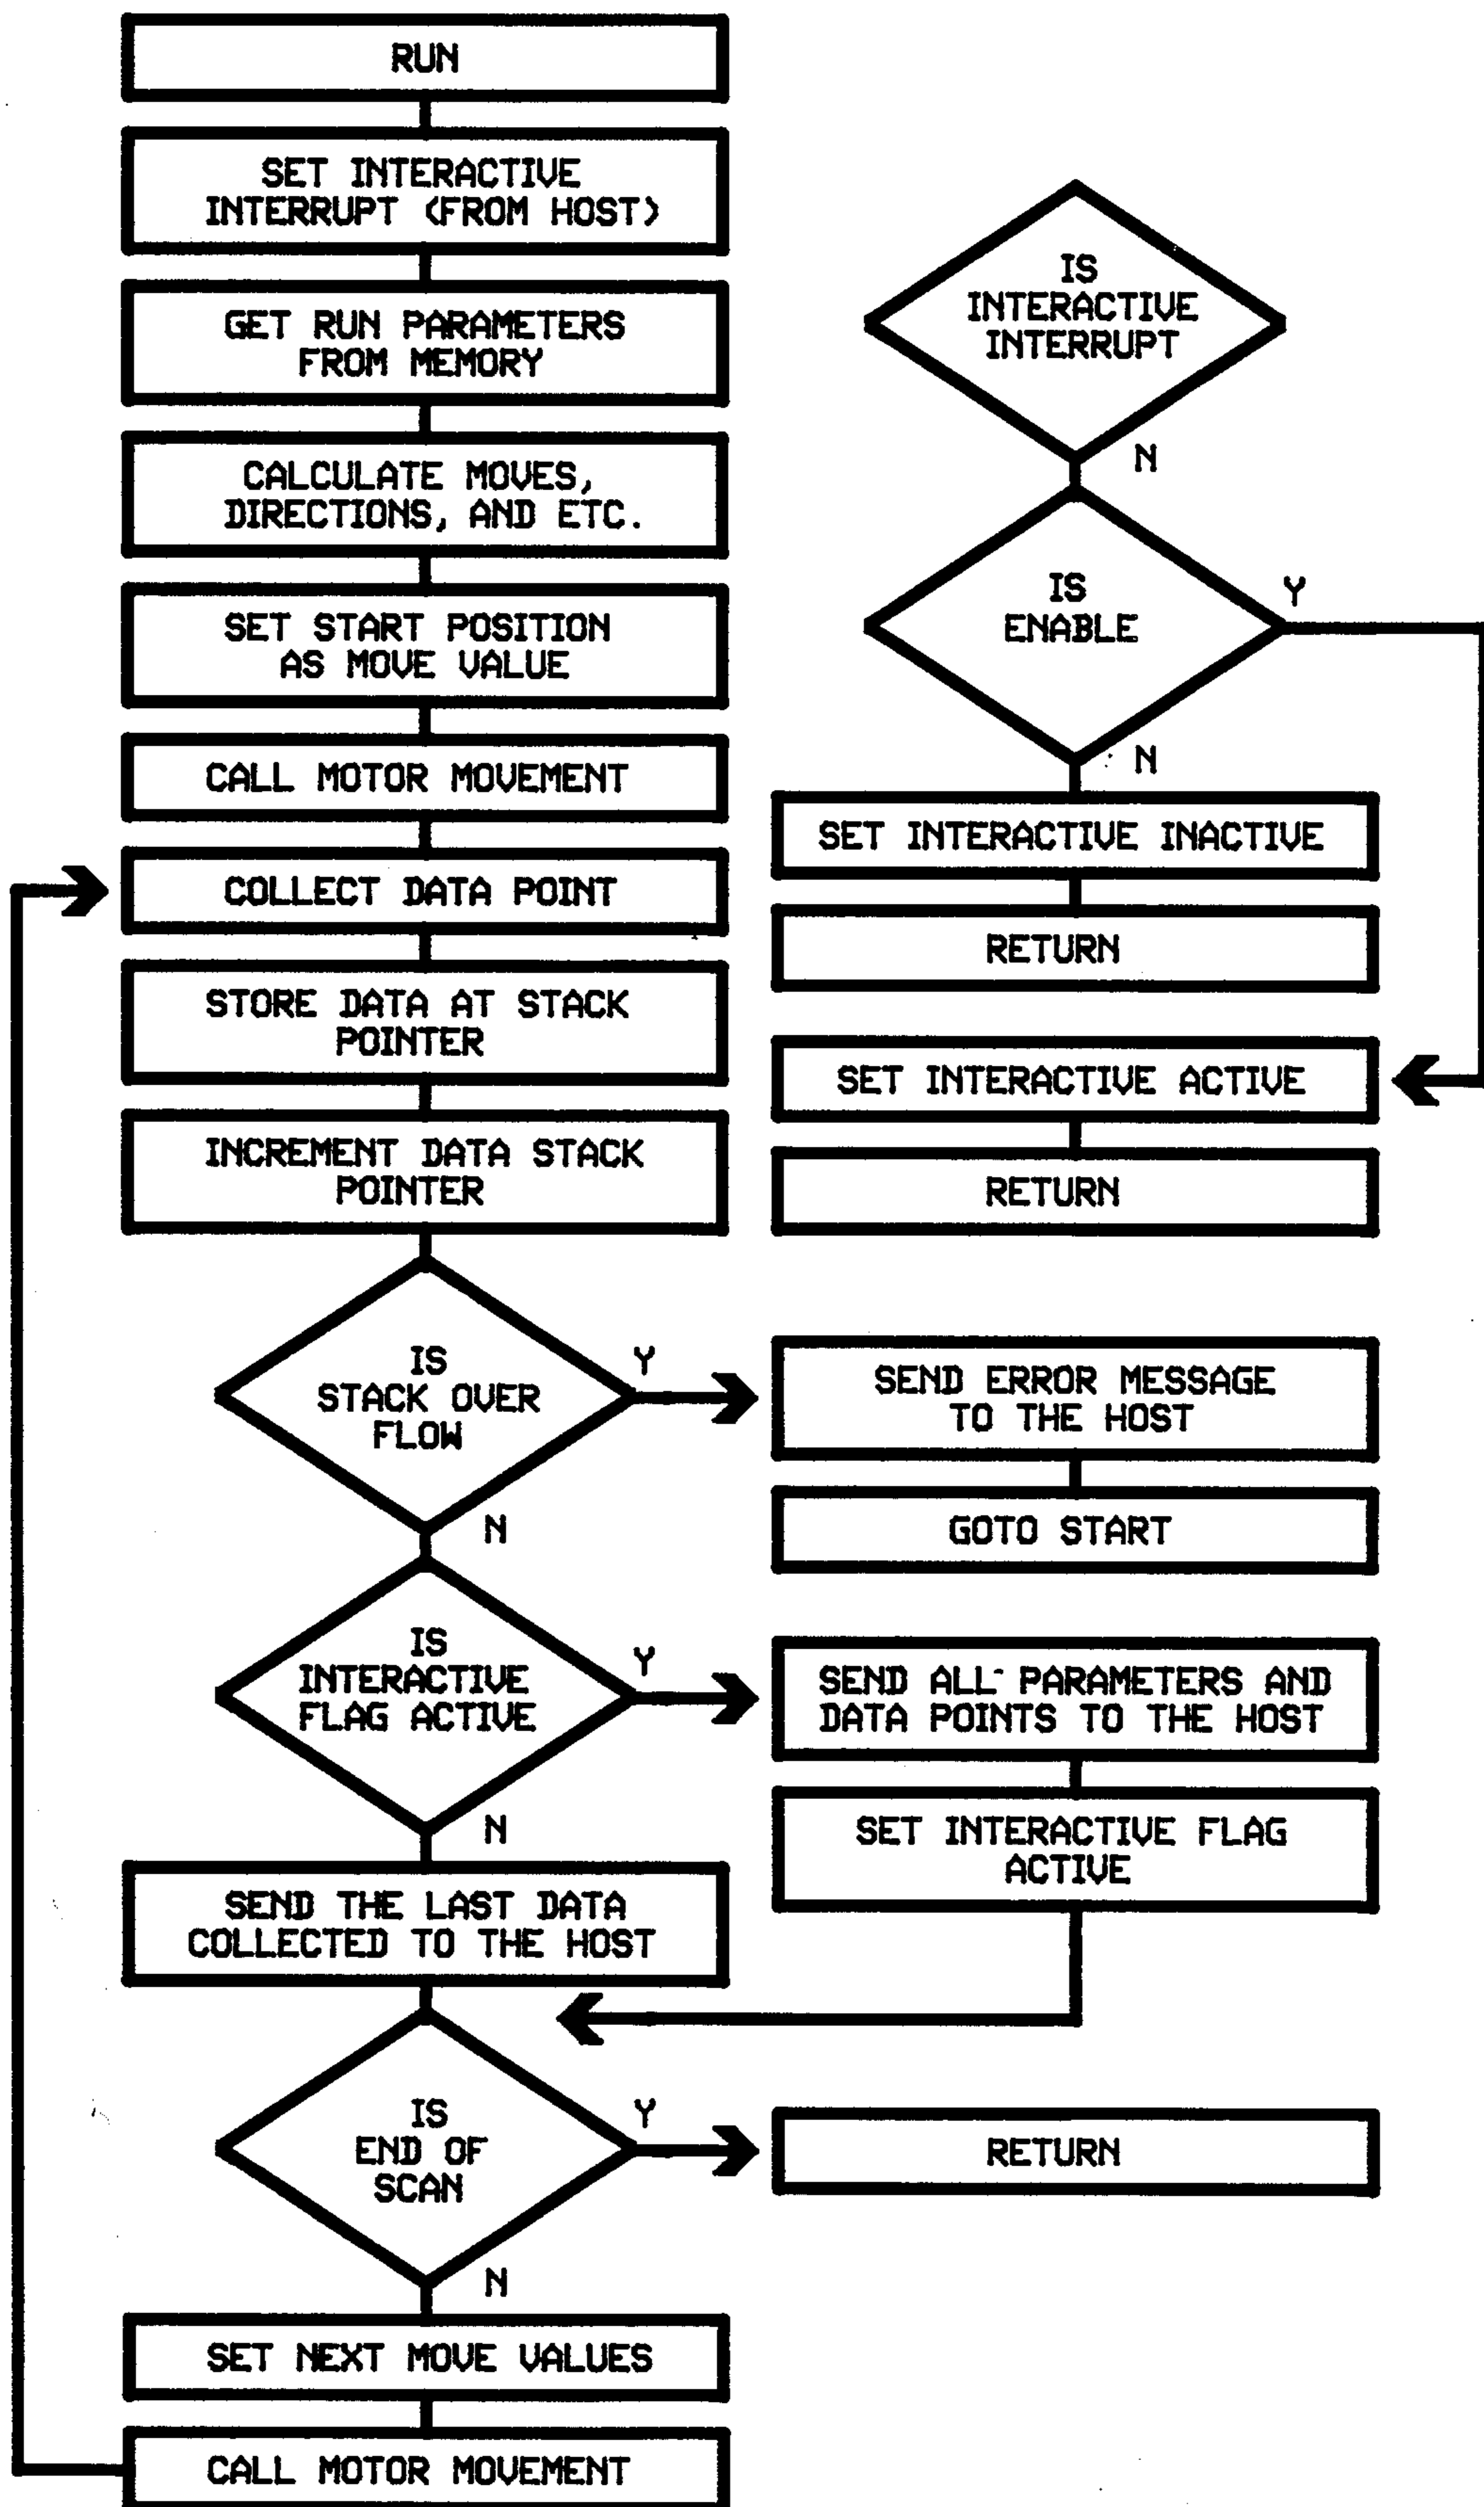 RUN
SET INTERACTIVE
INTERRUPT (FROM HOST)
GET RUN PARAMETERS
FROM MEMORY
CALCULATE MOVES,
DIRECTIONS, AND ETC.
SET START POSITION
AS MOVE VALUE
CALL MOTOR MOVEMENT
COLLECT DATA POINT
STORE DATA AT STACK
POINTER
INCREMENT DATA STACK
POINTER
IS
STACK OVER
FLOW
Y
N
IS
INTERACTIVE
FLAG ACTIVE
Y
N
SEND THE LAST DATA
COLLECTED TO THE HOST
IS
END OF
SCAN
Y
N
SET NEXT MOVE VALUES
CALL MOTOR MOVEMENT
IS
INTERACTIVE
INTERRUPT
N
IS
ENABLE
Y
N
SET INTERACTIVE INACTIVE
RETURN
SET INTERACTIVE ACTIVE
RETURN
SEND ERROR MESSAGE
TO THE HOST
GOTO START
SEND ALL PARAMETERS AND
DATA POINTS TO THE HOST
SET INTERACTIVE FLAG
ACTIVE
RETURN